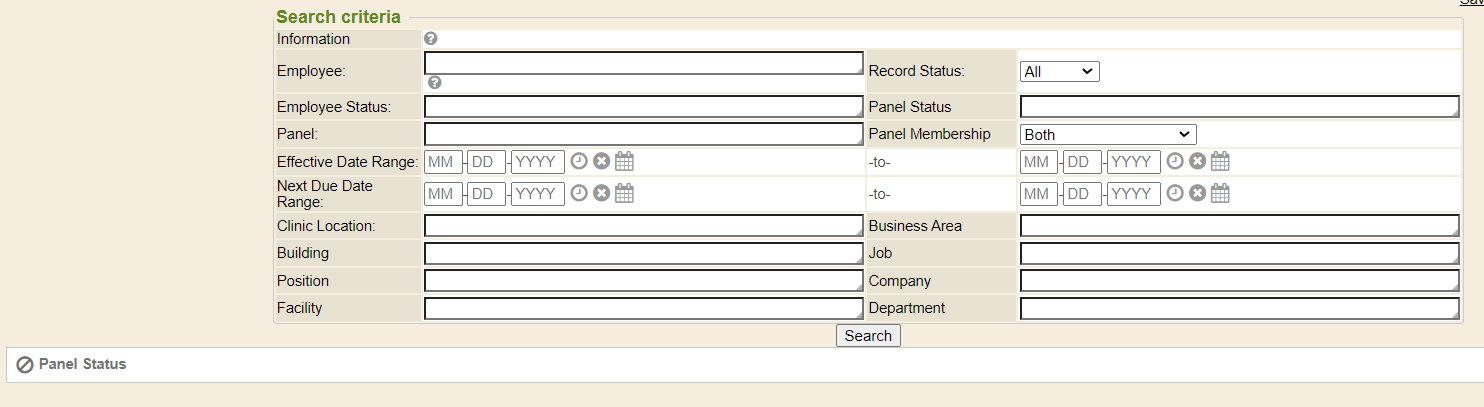 Search criteria
Information ?
Employee: Record Status: All
?
Employee Status: Panel Status
Panel: Panel Membership Both
Effective Date Range: MM - DD - YYYY -to- MM - DD - YYYY
Next Due Date
Range: MM - DD - YYYY -to- MM - DD - YYYY
Clinic Location: Business Area
Building Job
Position Company
Facility Department
Search
Panel Status